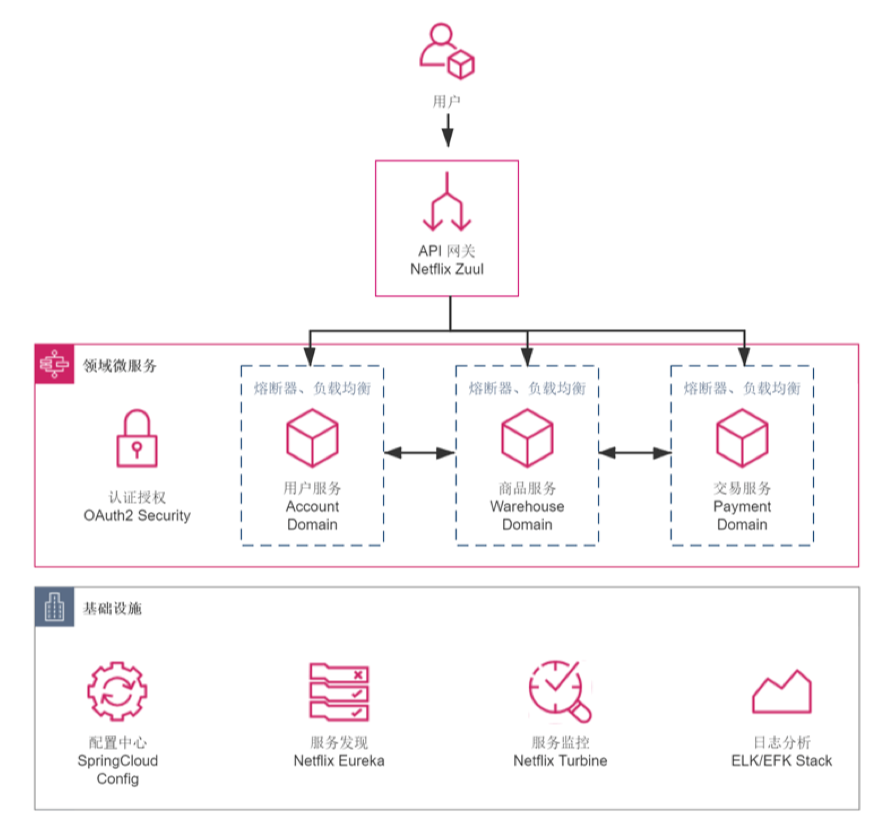 用户
API 网关
Netflix Zuul
领域微服务
熔断器、负载均衡
熔断器、负载均衡
熔断器、负载均衡
认证授权
OAuth2 Security
用户服务
Account
Domain
商品服务
Warehouse
Domain
交易服务
Payment
Domain
基础设施
配置中心
SpringCloud
Config
服务发现
Netflix Eureka
服务监控
Netflix Turbine
日志分析
ELK/EFK Stack